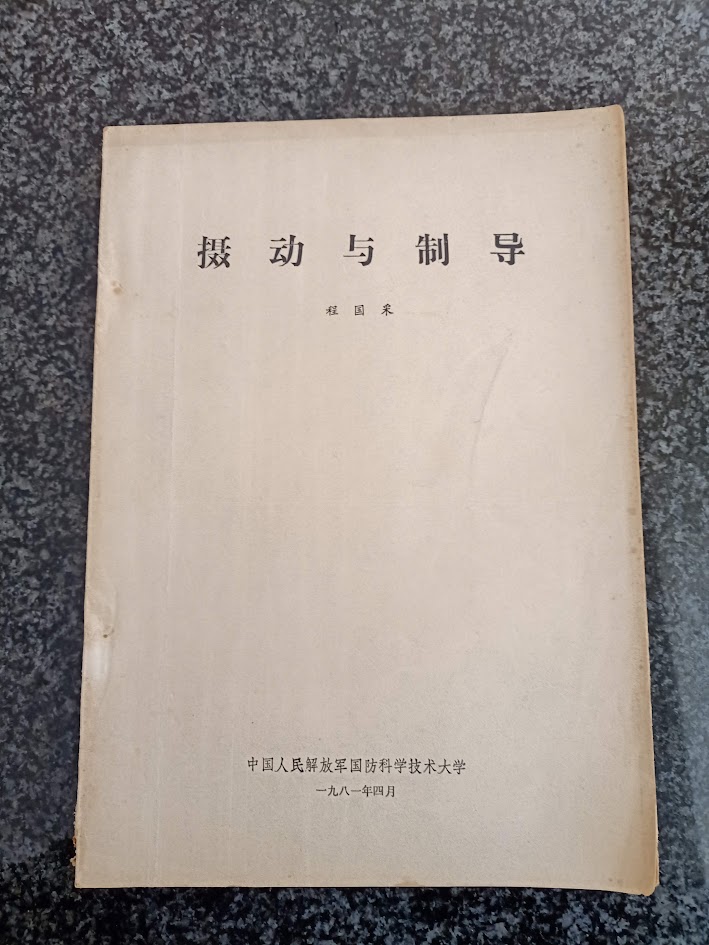 摄动与制导
程国采
中国人民解放军国防科学技术大学
一九八一年四月